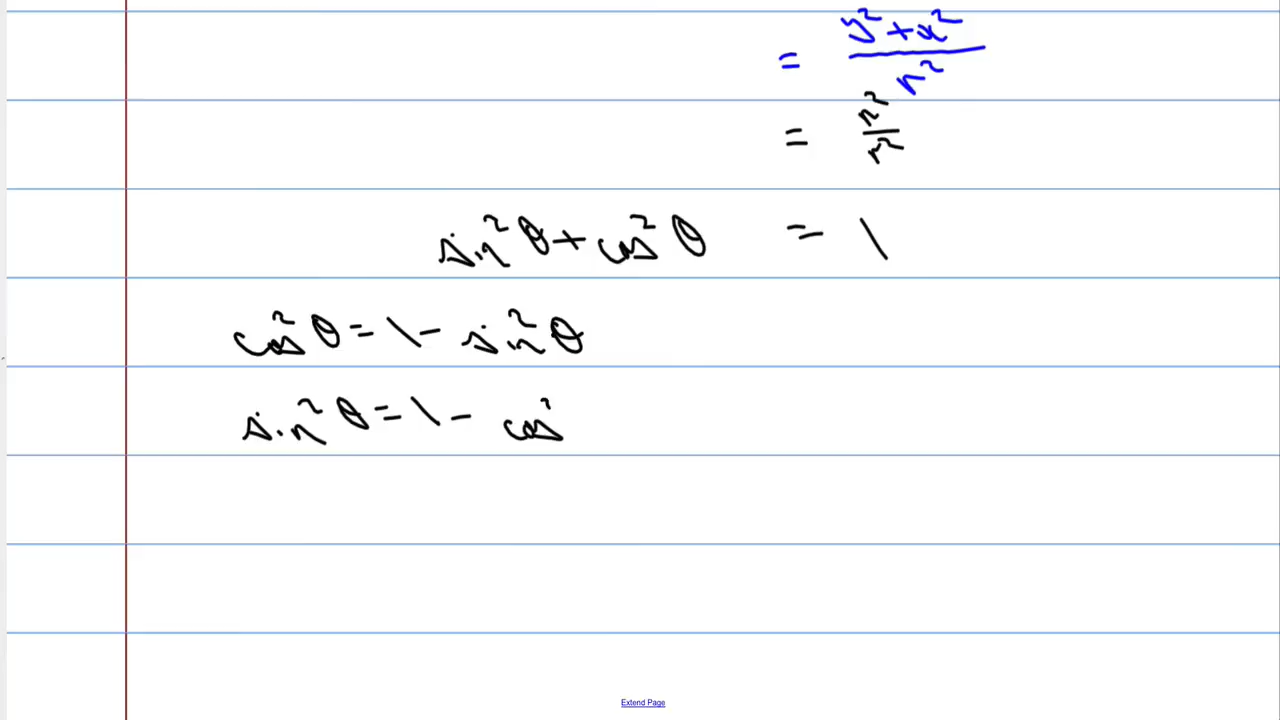 = y² + x² / r²
= r² / r²
sin²θ + cos²θ = 1
cos²θ = 1 - sin²θ
sin²θ = 1 - cos²
Extend Page